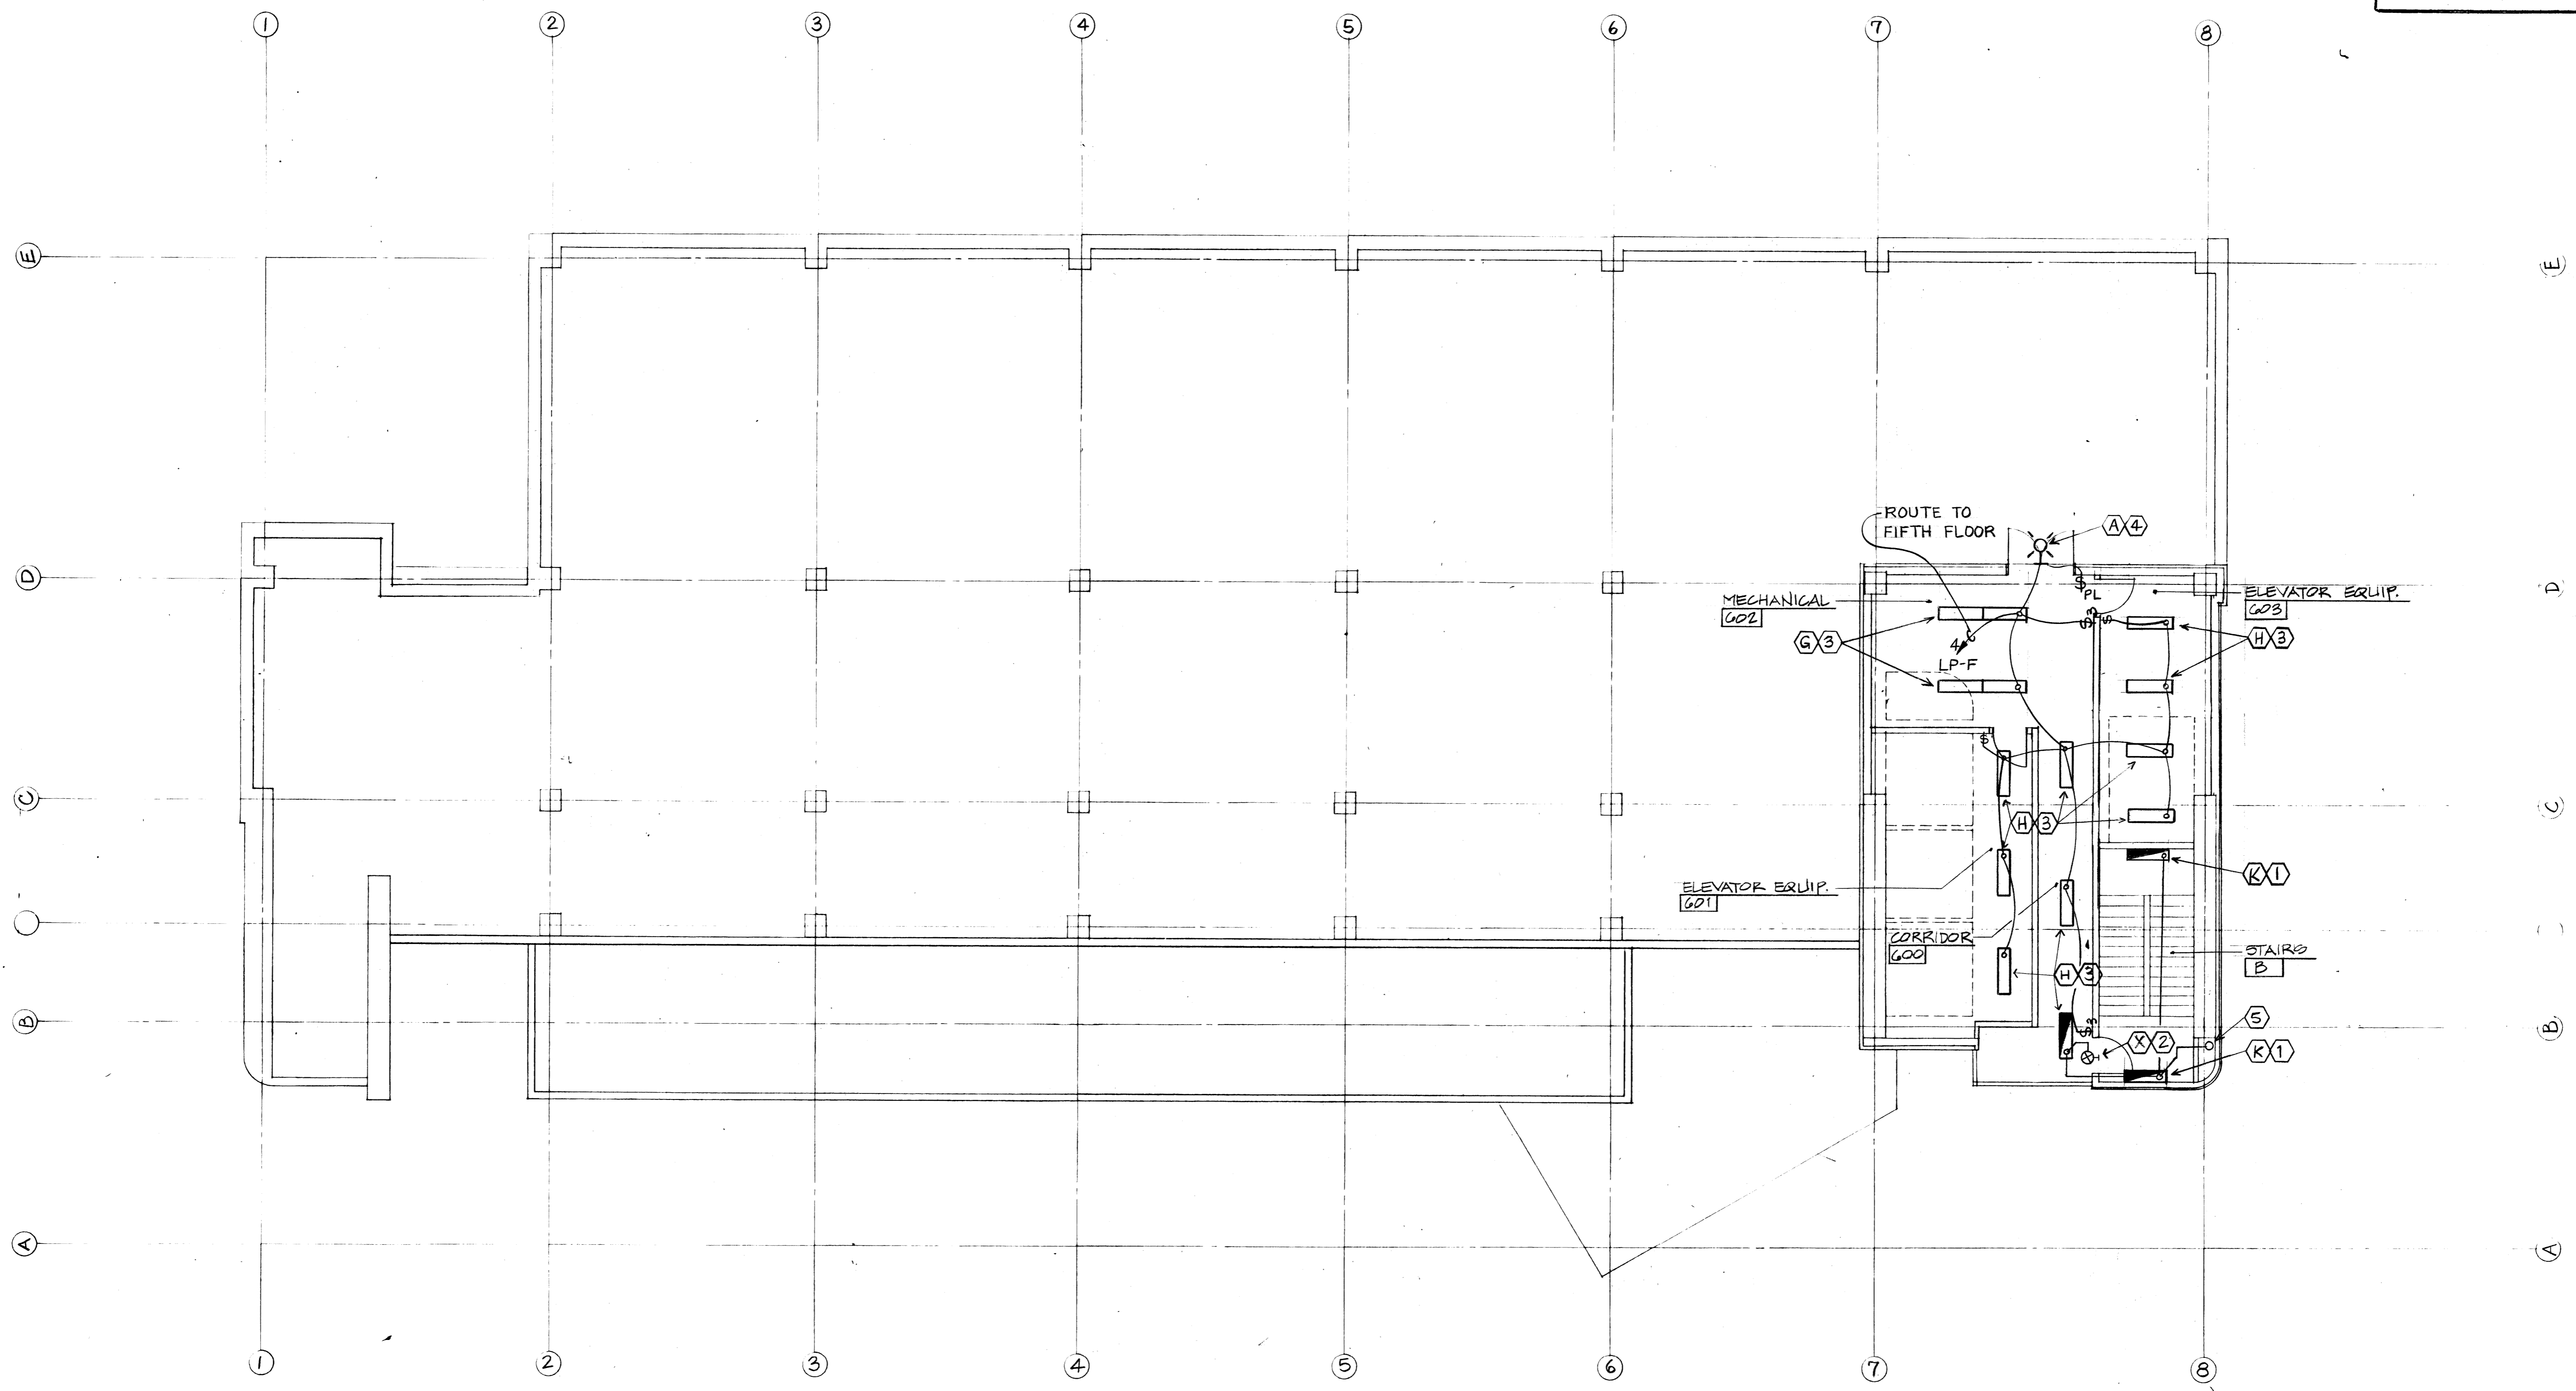 1 2 3 4 5 6 7 8
E E
ROUTE TO
FIFTH FLOOR
A 4
D D
$ PL
MECHANICAL
602
ELEVATOR EQUIP.
603
$3 $
G 3
4
LP-F
H 3
$
C C
H 3
K 1
ELEVATOR EQUIP.
601
CORRIDOR
600
STAIRS
B
H 3
B B
$3
5
X 2
K 1
A A
1 2 3 4 5 6 7 8